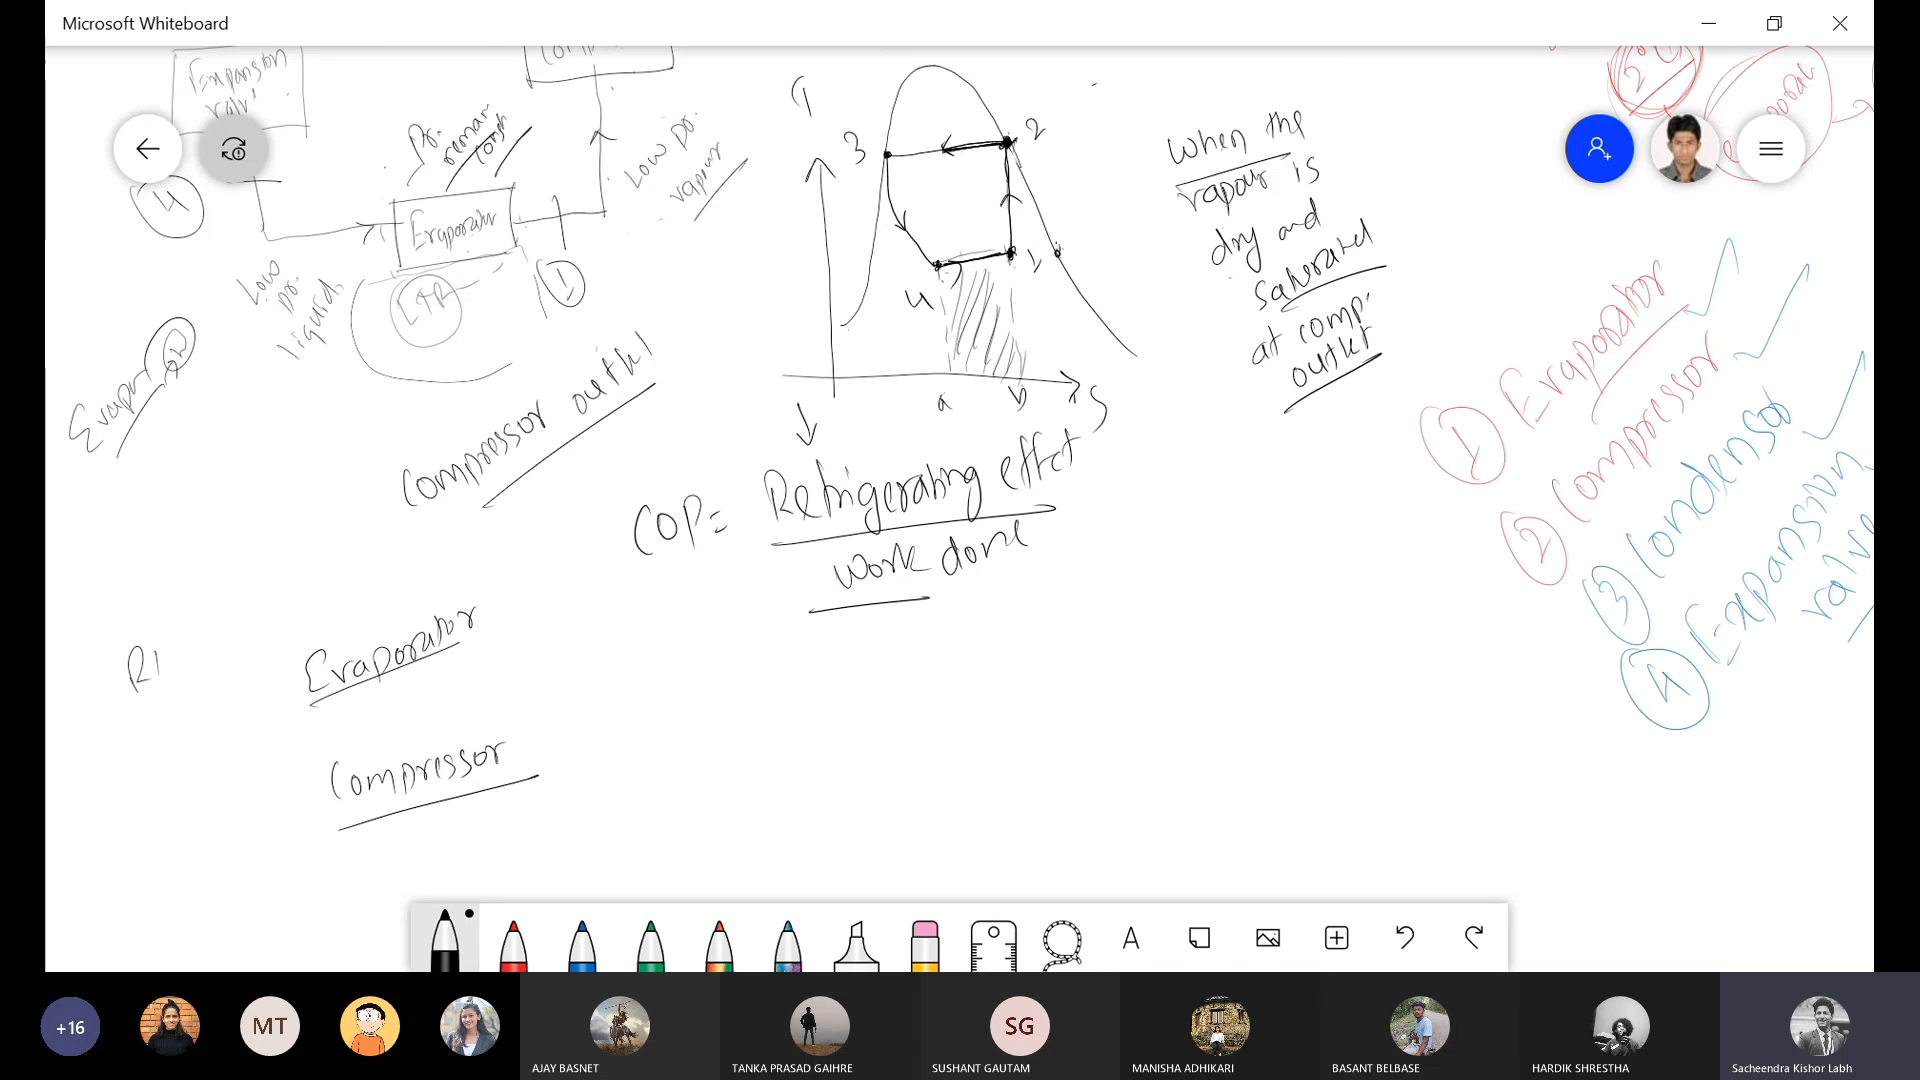 Microsoft Whiteboard
Expansion
valv
4
Pr.
remain
const
Evaporator
LTR
1
Low
pr.
liquid
Low pr.
vapour
Compressor outlet
T
3
2
4
1
a
b
S
When the
vapour is
dry and
saturated
at comp.
outlet
COP = Refrigerating effect
work done
R1
Evaporator
Compressor
1 Evaporator
2 Compressor
3 Condensor
4 Expansion
valve
+16
MT
SG
AJAY BASNET
TANKA PRASAD GAIHRE
SUSHANT GAUTAM
MANISHA ADHIKARI
BASANT BELBASE
HARDIK SHRESTHA
Sacheendra Kishor Labh